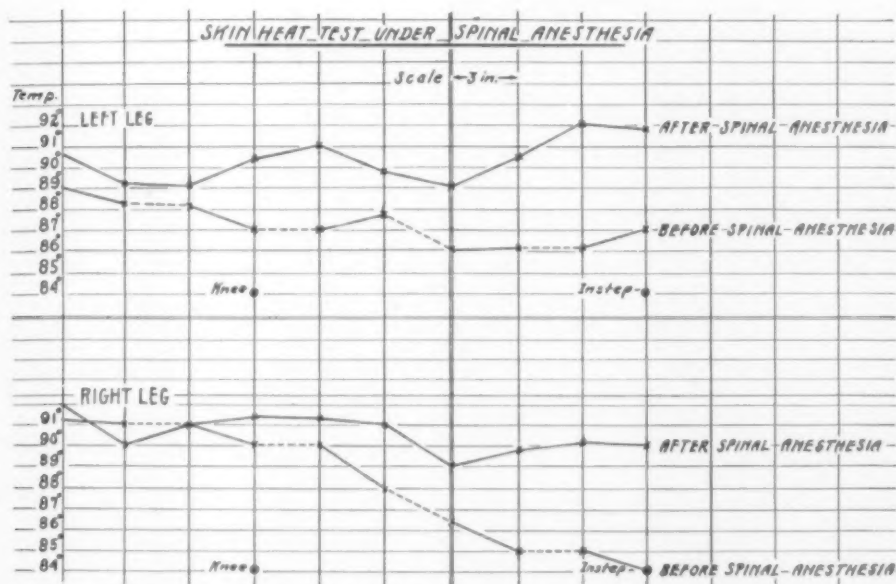 SKIN HEAT TEST UNDER SPINAL ANESTHESIA
Scale 3 in.
Temp.
92°
LEFT LEG
AFTER SPINAL ANESTHESIA
91°
90°
89°
88°
87°
BEFORE SPINAL ANESTHESIA
86°
85°
84°
Knee
Instep
RIGHT LEG
91°
90°
AFTER SPINAL ANESTHESIA
89°
88°
87°
86°
85°
84°
Knee
Instep
BEFORE SPINAL ANESTHESIA